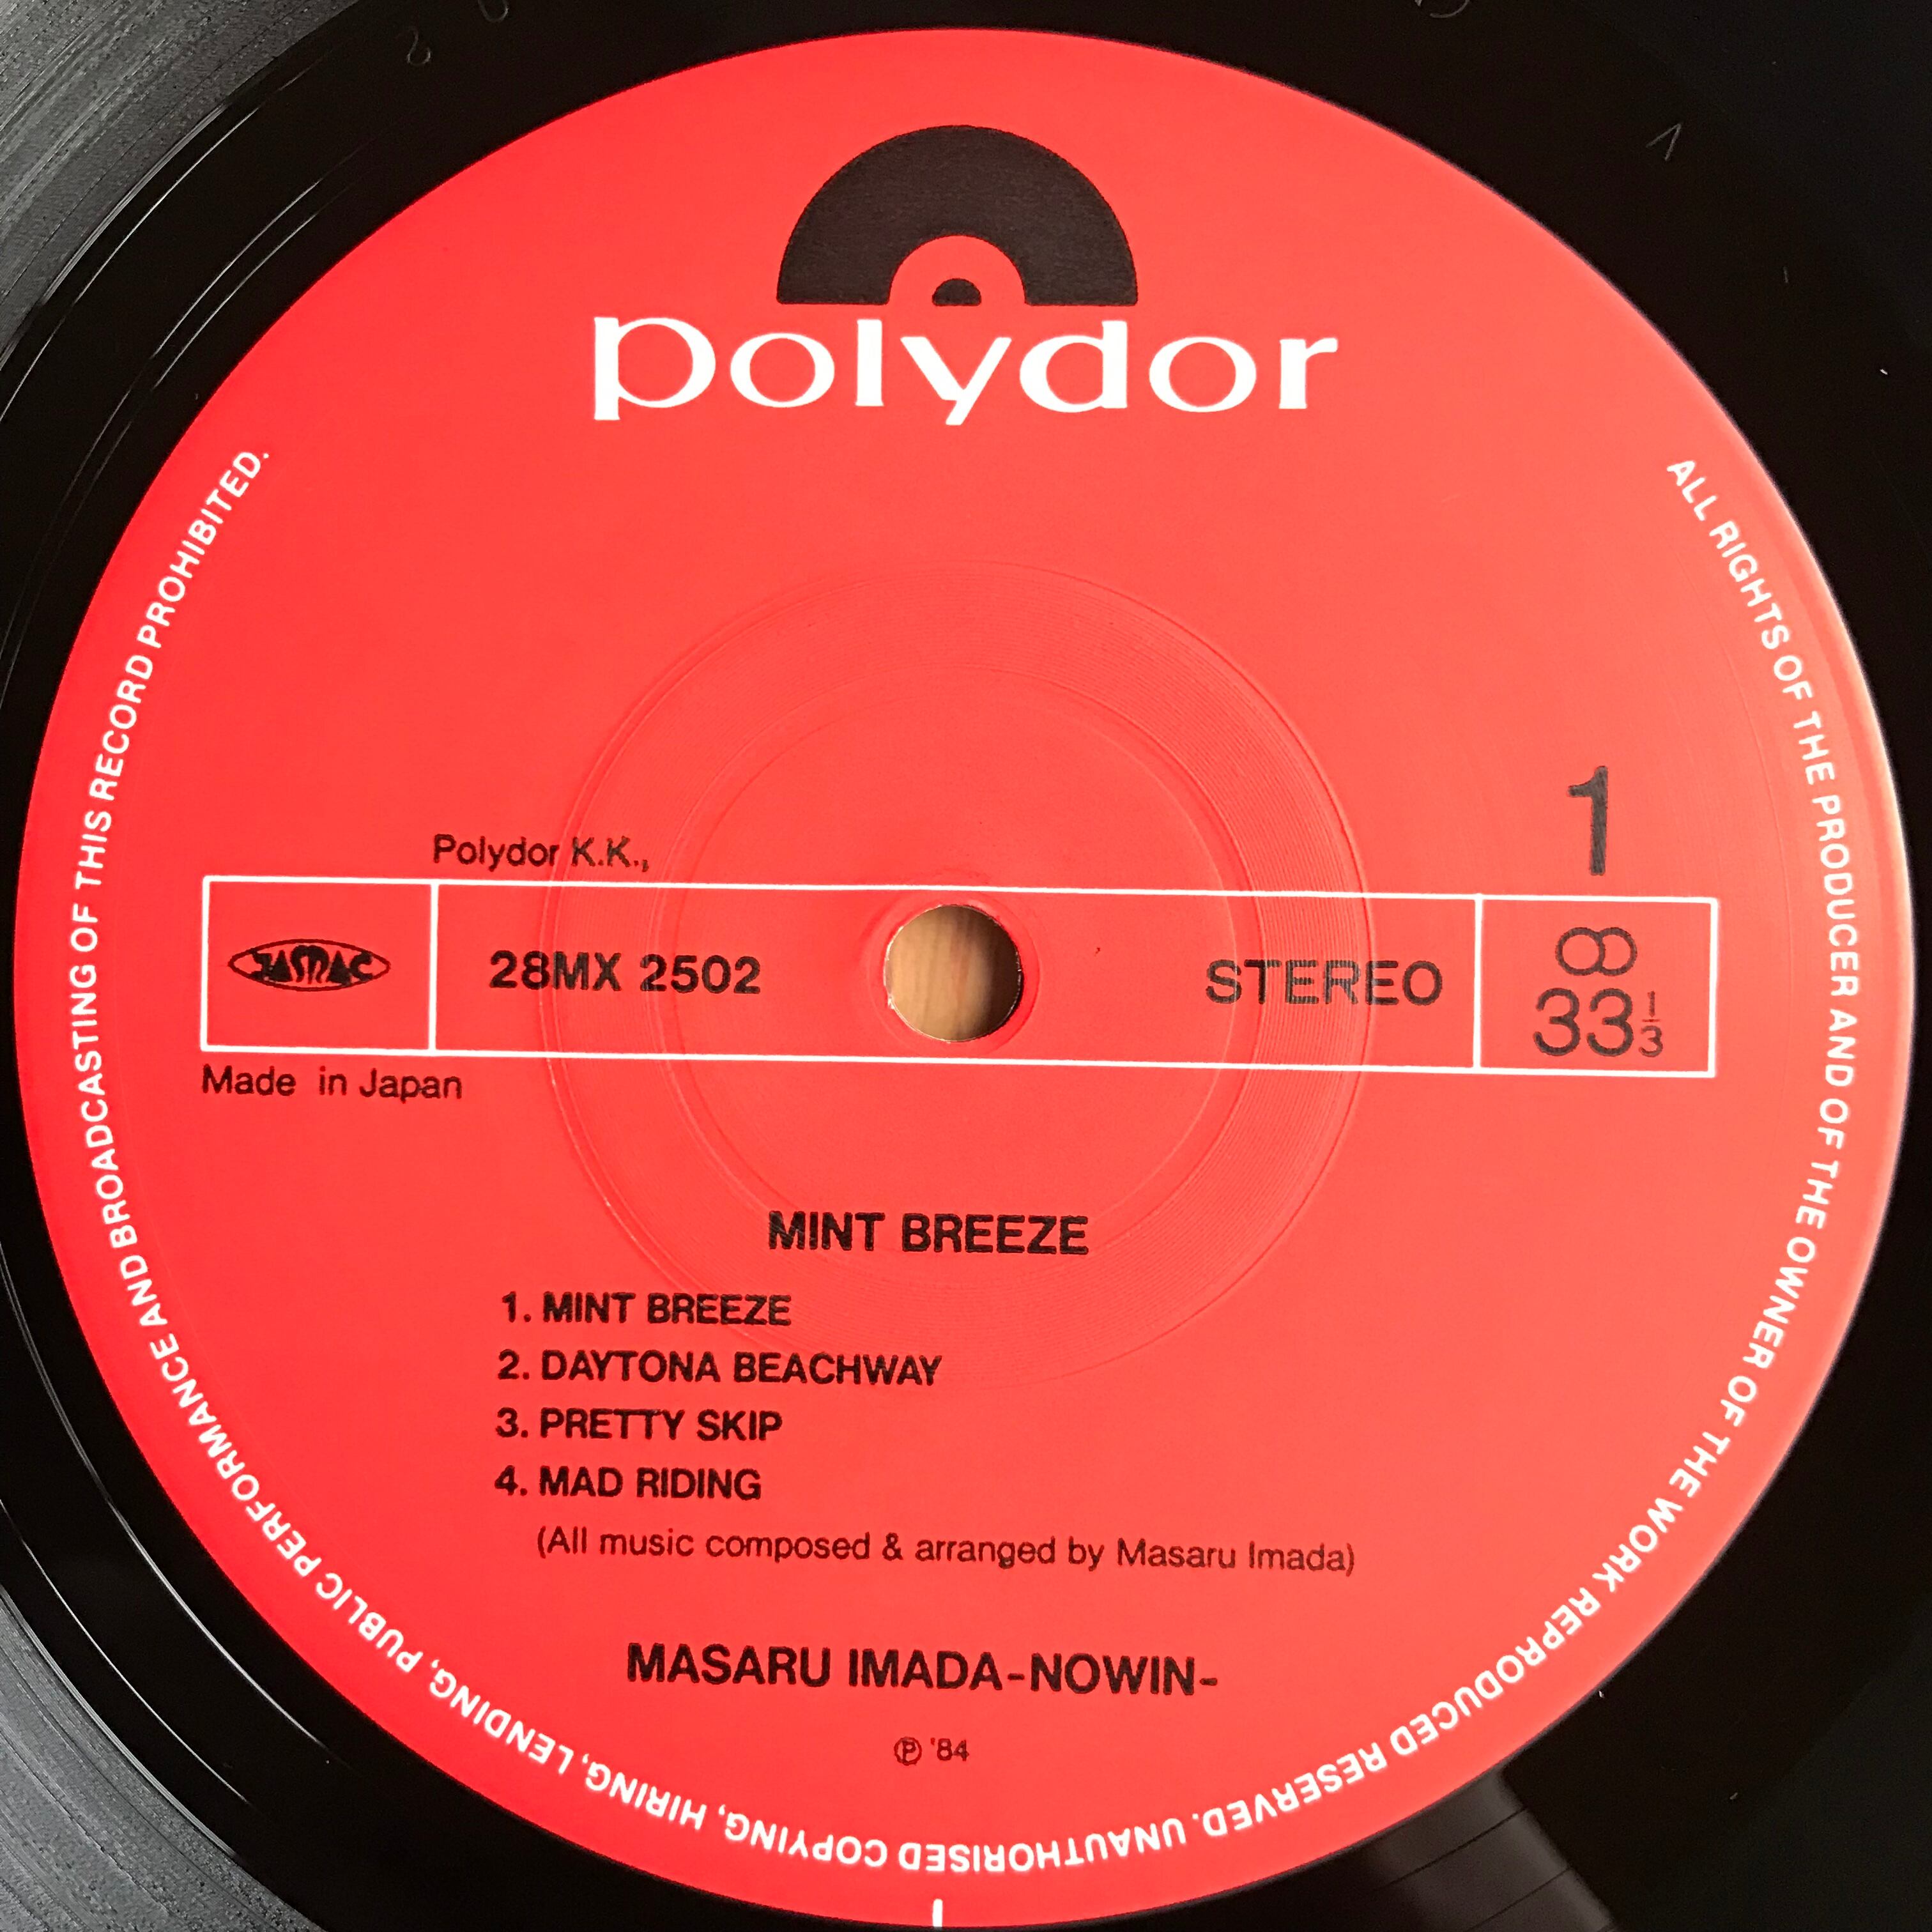 polydor
ALL RIGHTS OF THE PRODUCER AND OF THE OWNER OF THE WORK REPRODUCED RESERVED. UNAUTHORISED COPYING, HIRING, LENDING, PUBLIC PERFORMANCE AND BROADCASTING OF THIS RECORD PROHIBITED.
1
Polydor K.K.,
JASRAC
28MX 2502
STEREO
33 1/3
Made in Japan
MINT BREEZE
1. MINT BREEZE
2. DAYTONA BEACHWAY
3. PRETTY SKIP
4. MAD RIDING
(All music composed & arranged by Masaru Imada)
MASARU IMADA-NOWIN-
Ⓟ '84